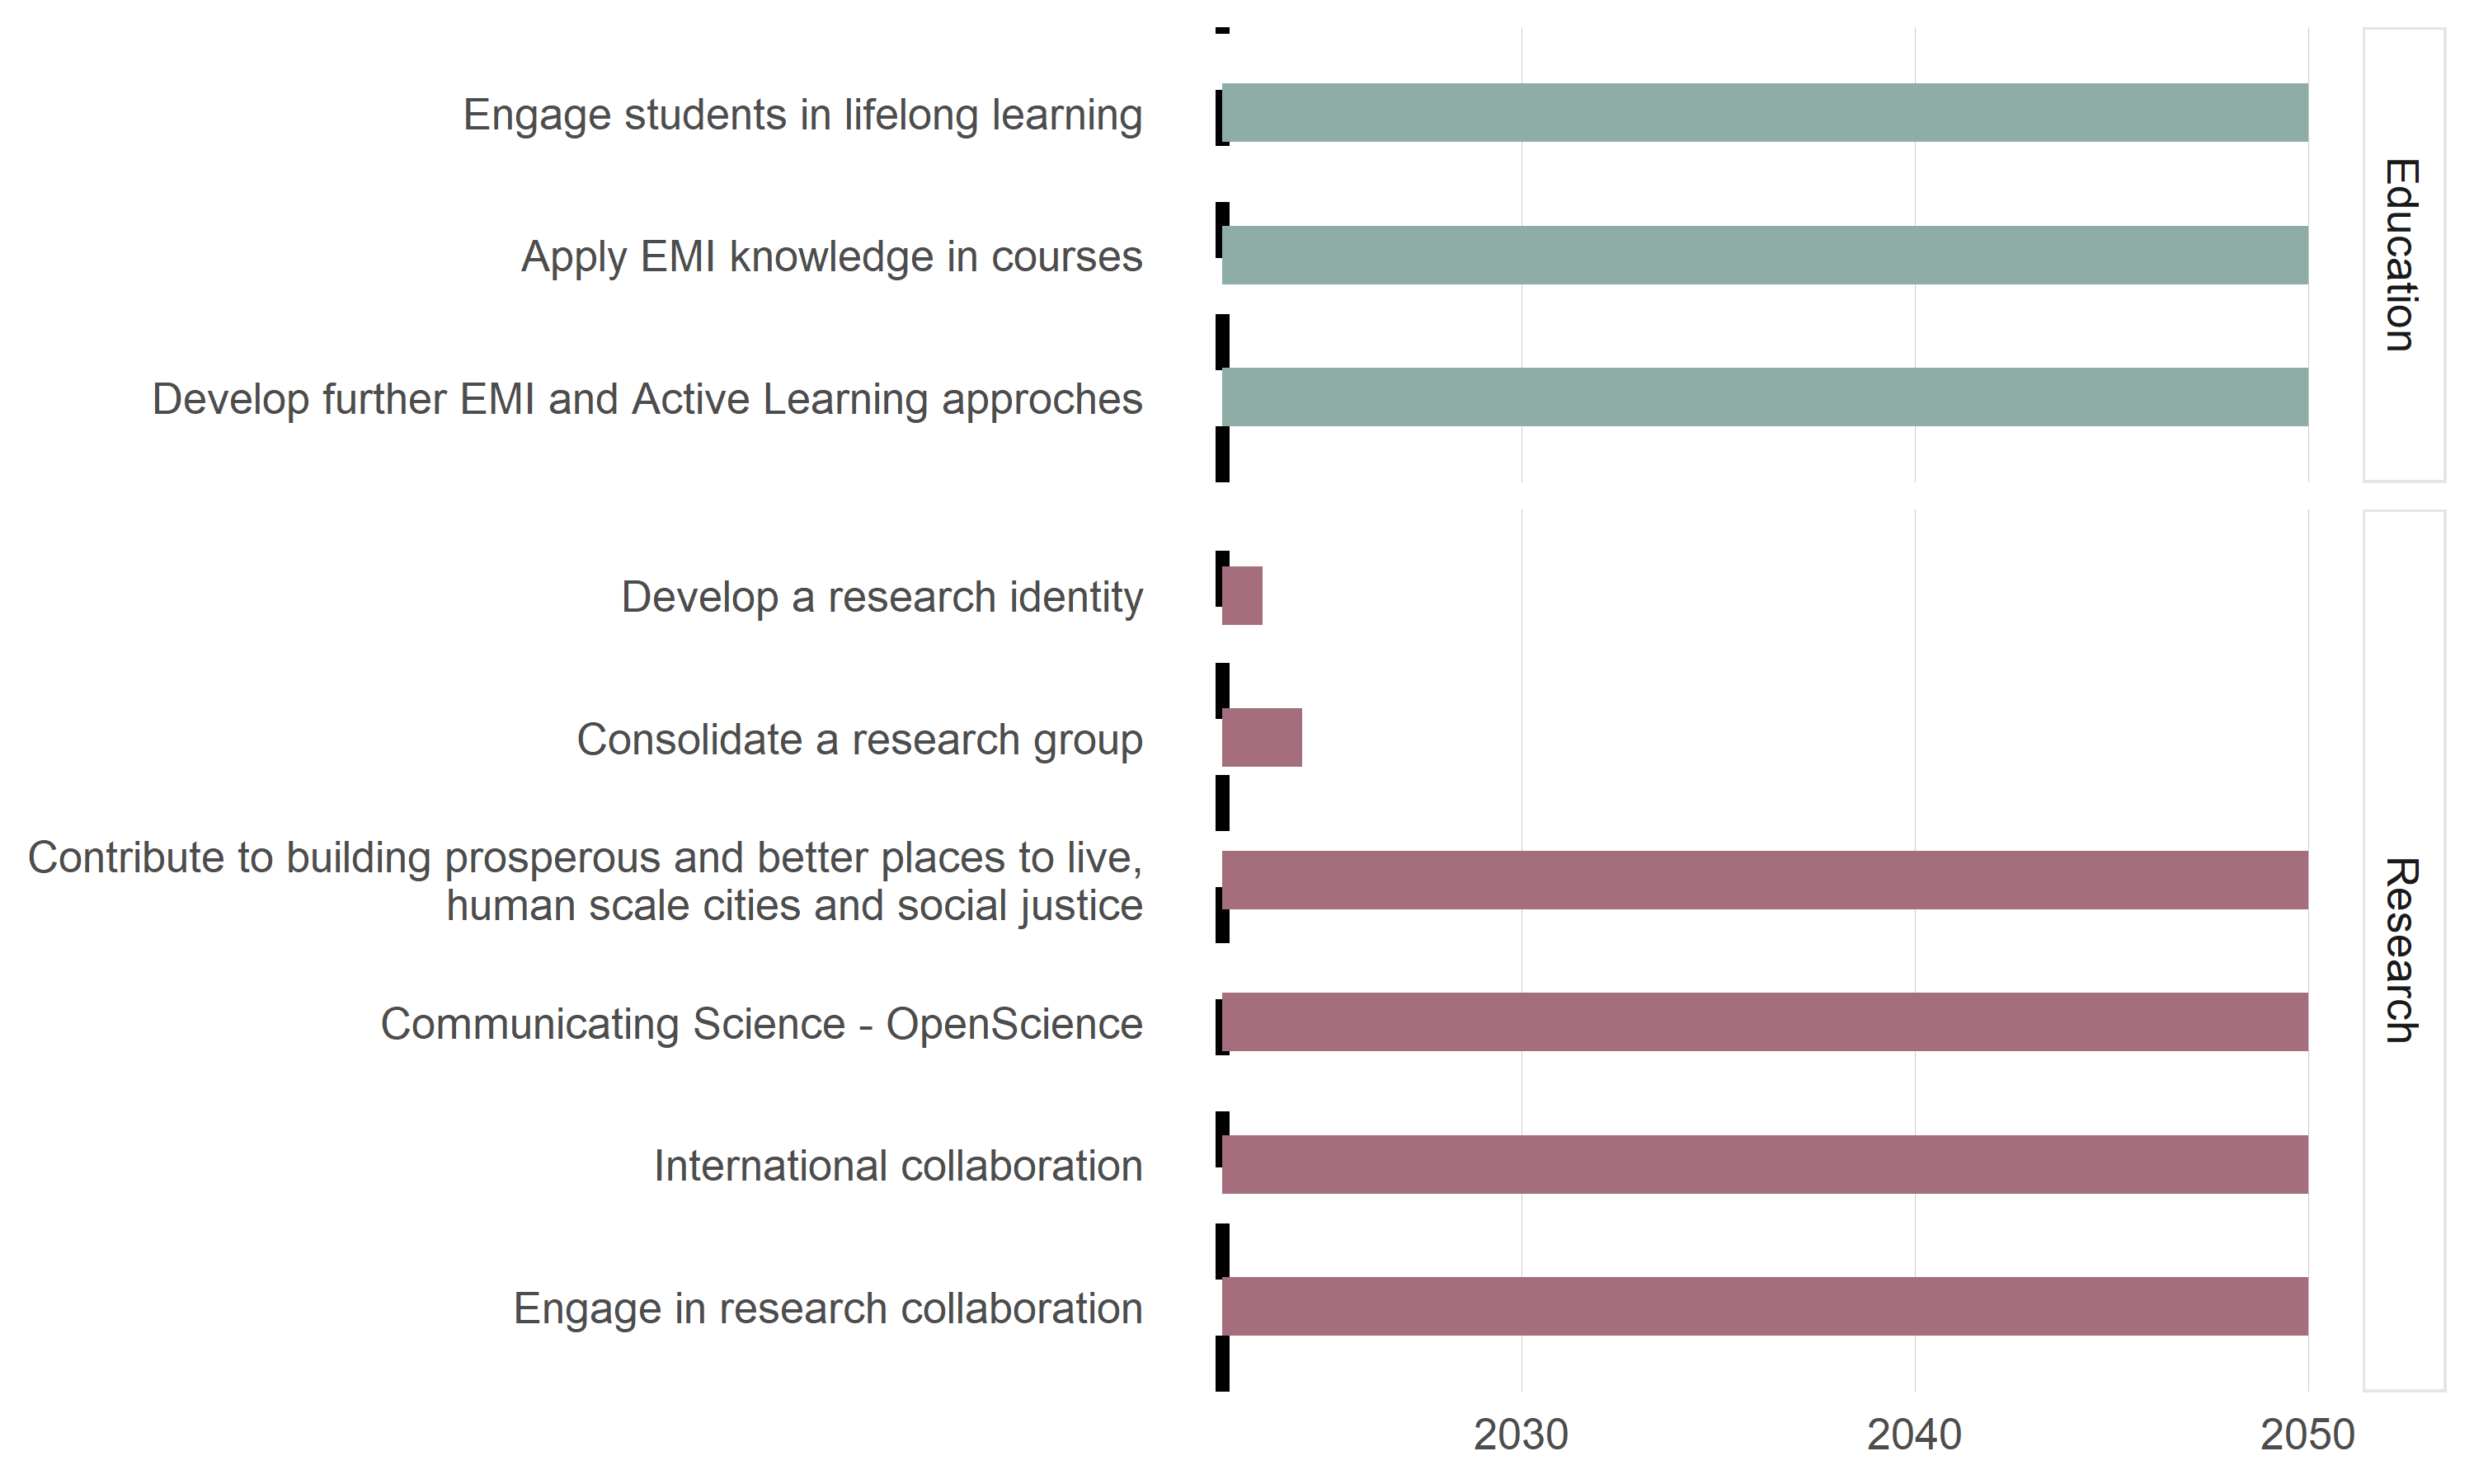 Engage students in lifelong learning
Apply EMI knowledge in courses
Develop further EMI and Active Learning approches
Education
Develop a research identity
Consolidate a research group
Contribute to building prosperous and better places to live,
human scale cities and social justice
Communicating Science - OpenScience
International collaboration
Engage in research collaboration
Research
2030
2040
2050